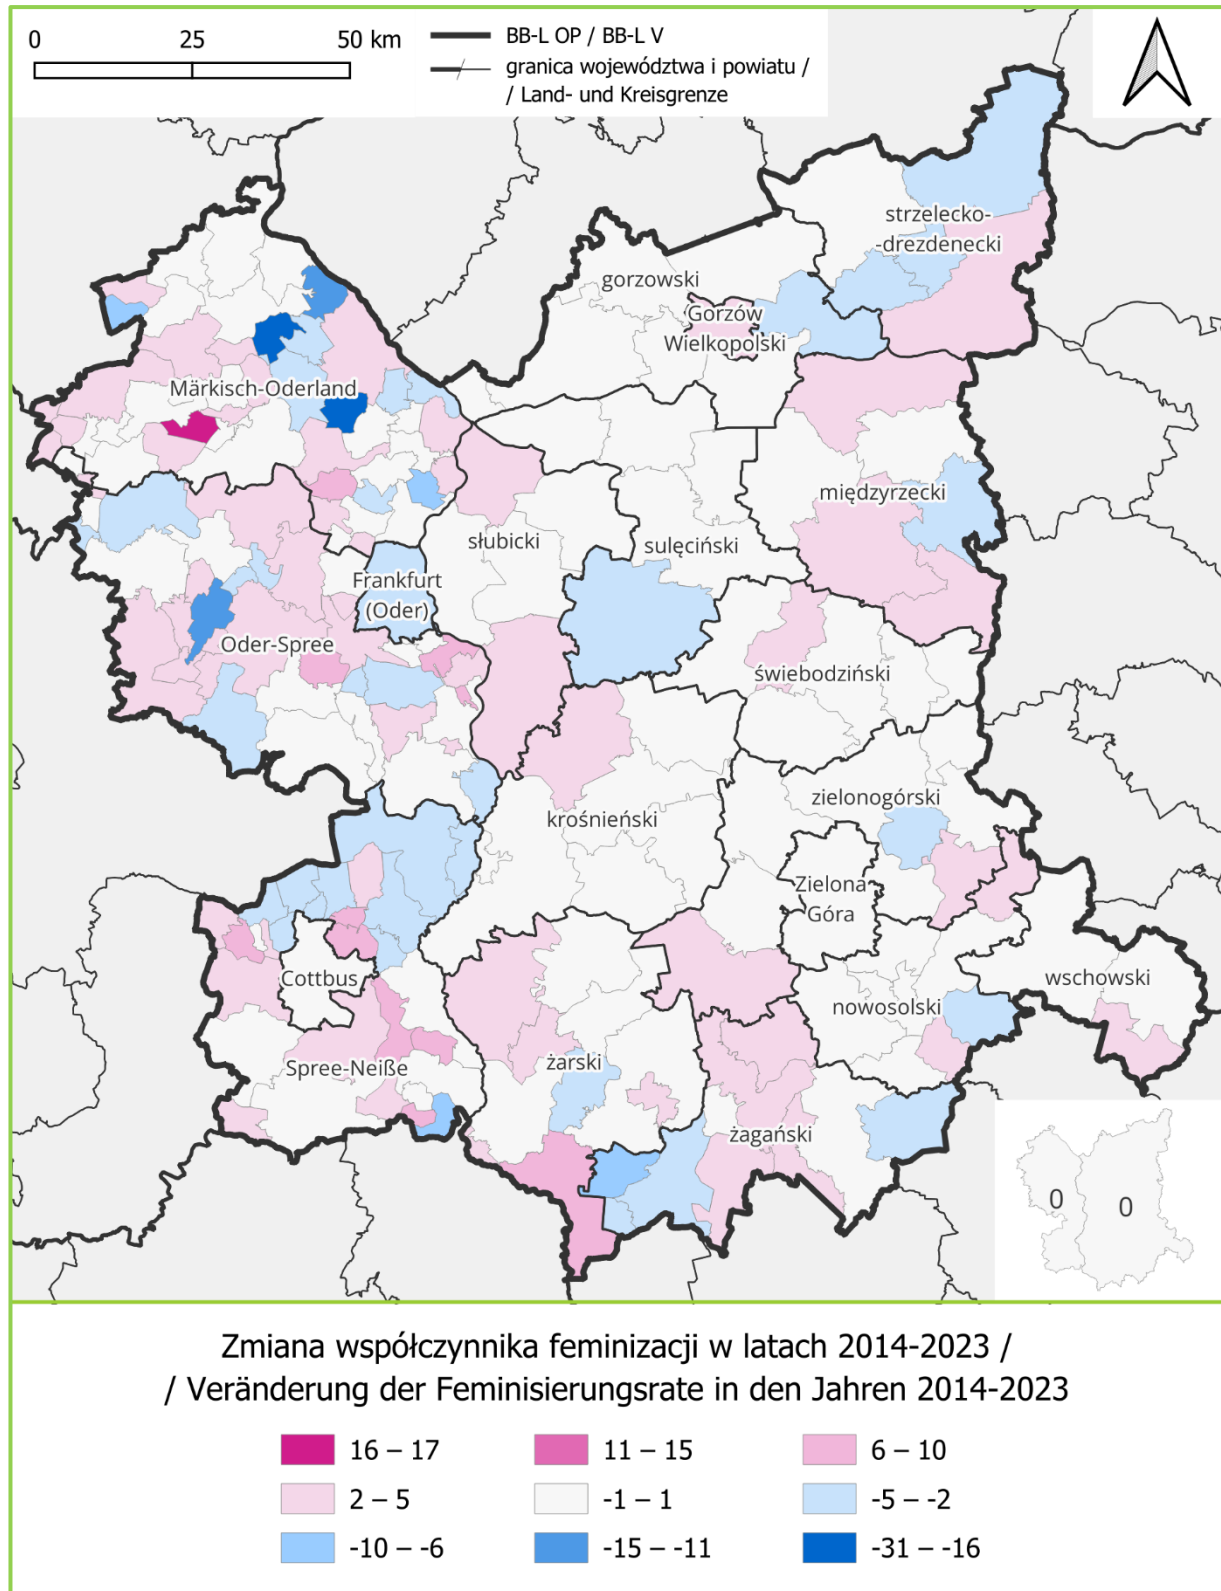 0 25 50 km
BB-L OP / BB-L V
granica województwa i powiatu /
/ Land- und Kreisgrenze
strzelecko-
-drezdenecki
gorzowski
Gorzów
Wielkopolski
Märkisch-Oderland
międzyrzecki
słubicki
sulęciński
Frankfurt
(Oder)
Oder-Spree
świebodziński
zielonogórski
krośnieński
Zielona
Góra
Cottbus
wschowski
nowosolski
Spree-Neiße
żarski
żagański
0 0
Zmiana współczynnika feminizacji w latach 2014-2023 /
/ Veränderung der Feminisierungsrate in den Jahren 2014-2023
16 – 17 11 – 15 6 – 10
2 – 5 -1 – 1 -5 – -2
-10 – -6 -15 – -11 -31 – -16